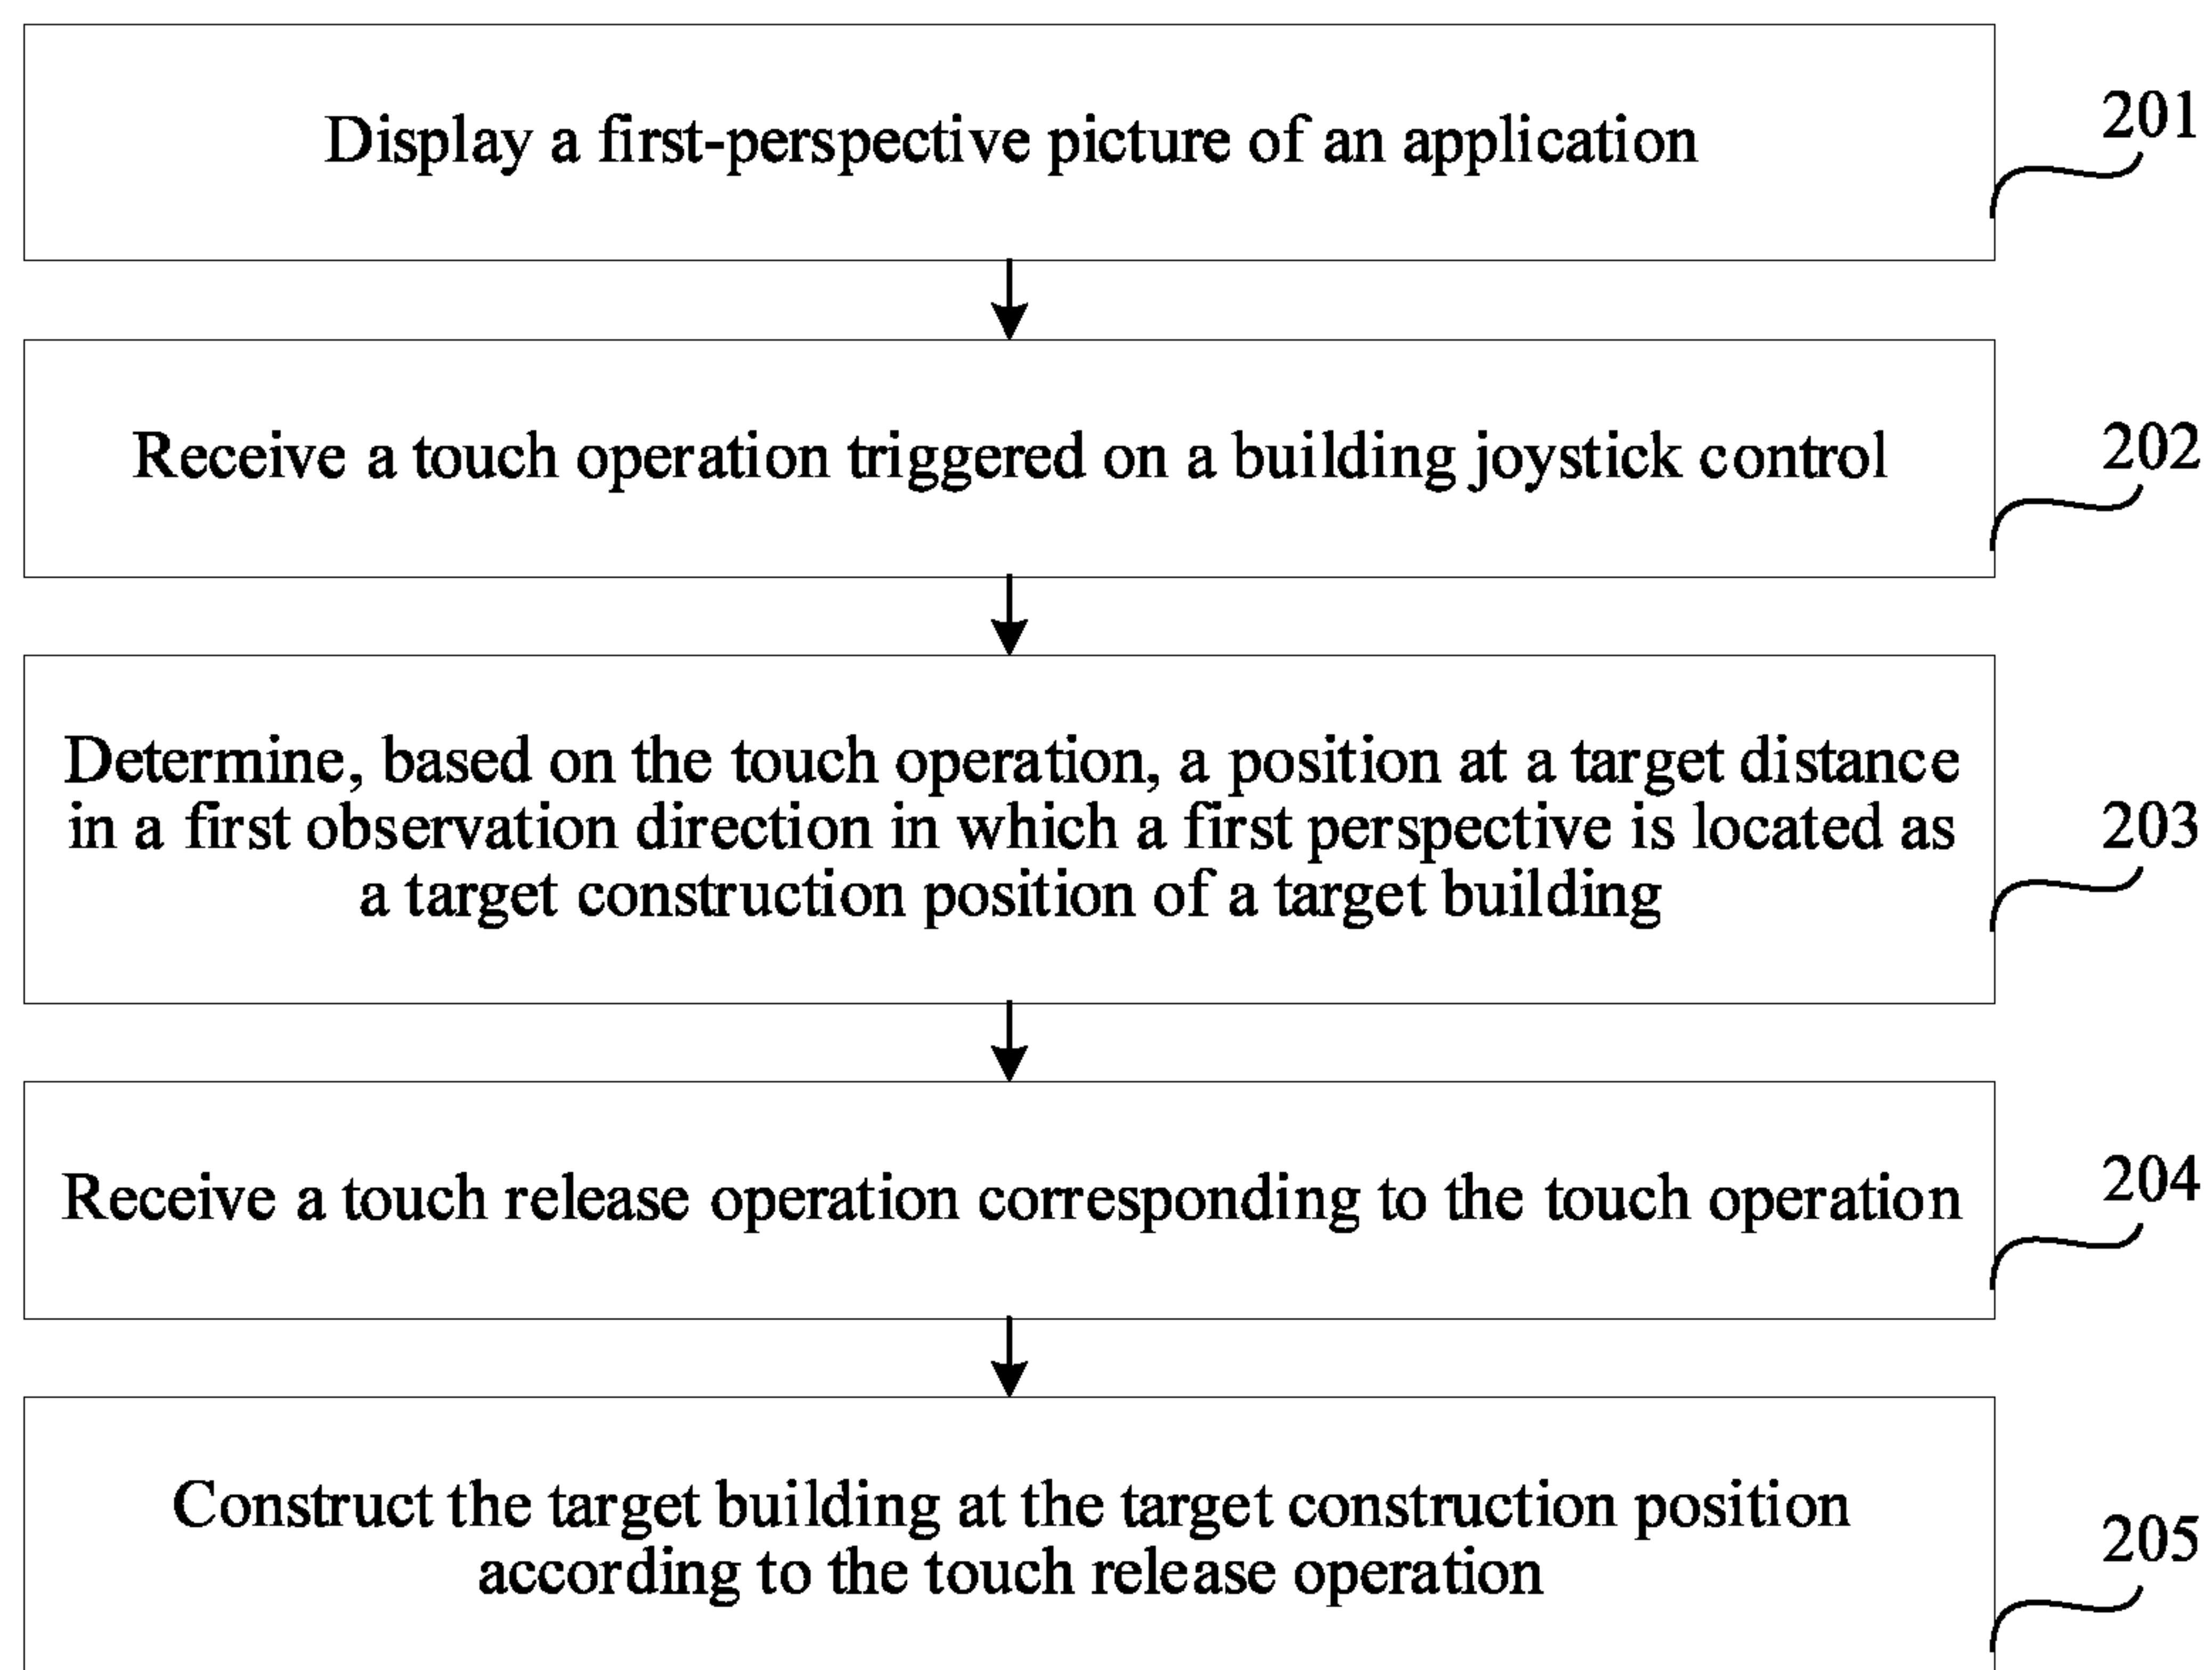 Display a first-perspective picture of an application
201
Receive a touch operation triggered on a building joystick control
202
Determine, based on the touch operation, a position at a target distance
in a first observation direction in which a first perspective is located as
a target construction position of a target building
203
Receive a touch release operation corresponding to the touch operation
204
Construct the target building at the target construction position
according to the touch release operation
205